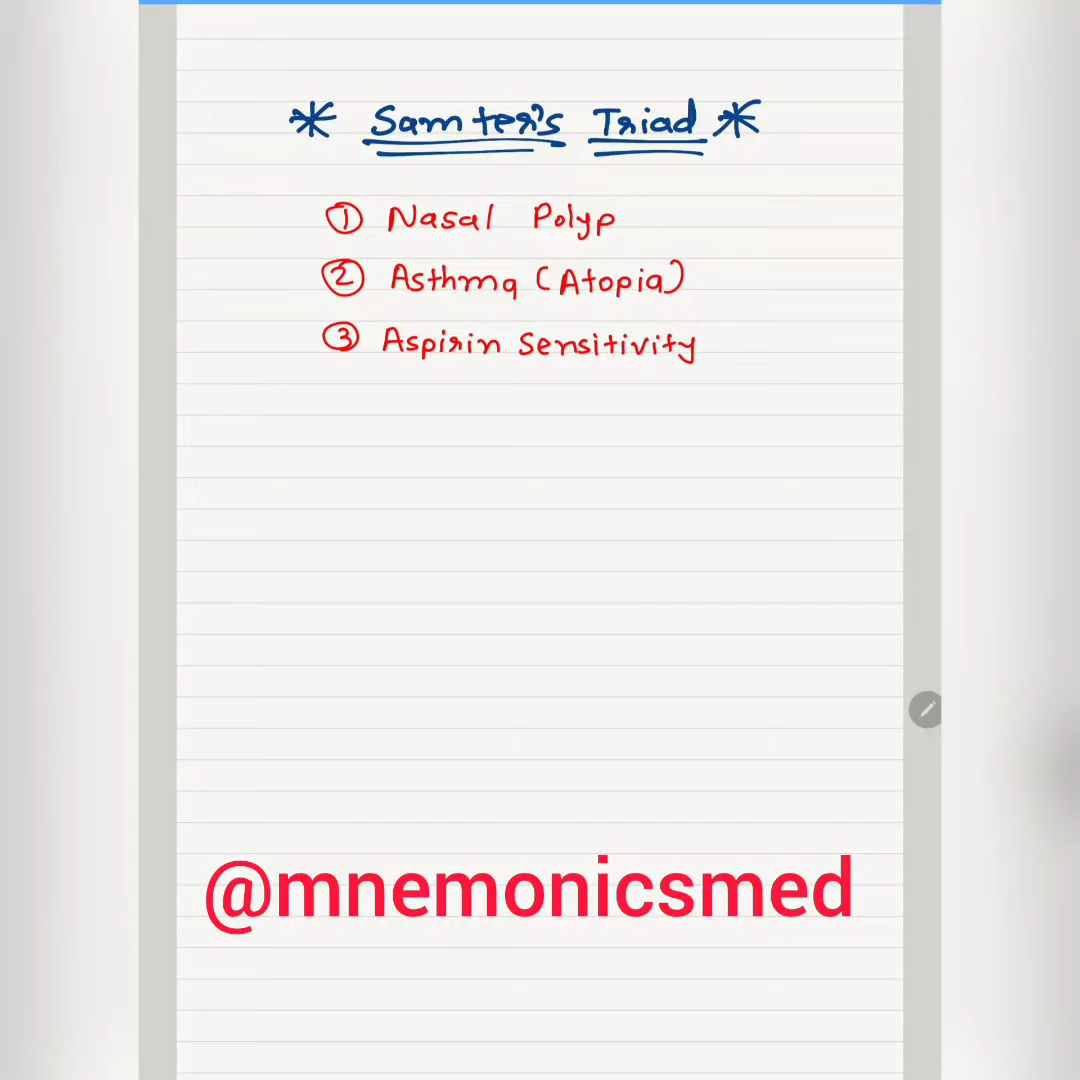 * Samter's Triad *
① Nasal Polyp
② Asthma (Atopia)
③ Aspirin Sensitivity
@mnemonicsmed